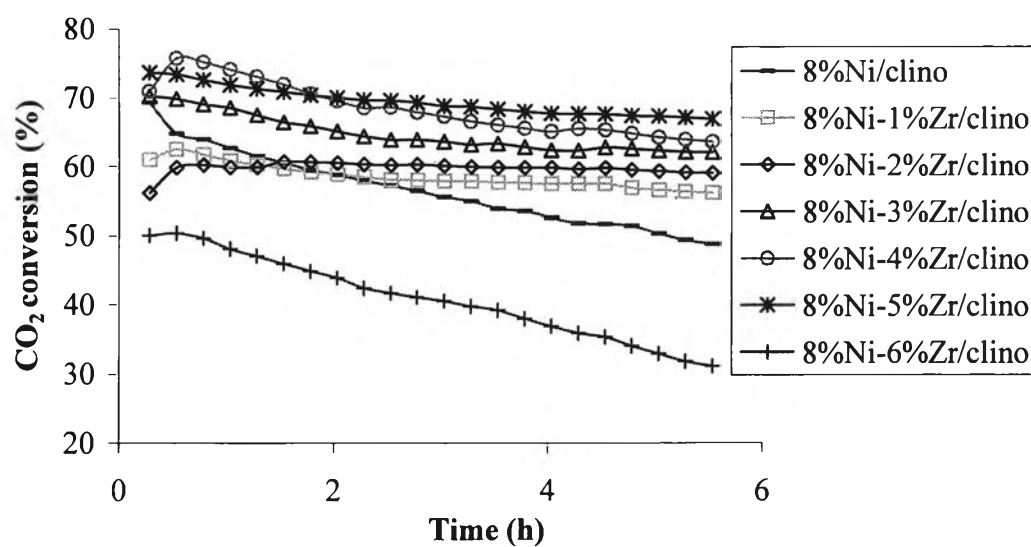 80
70
60
50
40
30
20
CO2 conversion (%)
0
2
4
6
Time (h)
8%Ni/clino
8%Ni-1%Zr/clino
8%Ni-2%Zr/clino
8%Ni-3%Zr/clino
8%Ni-4%Zr/clino
8%Ni-5%Zr/clino
8%Ni-6%Zr/clino